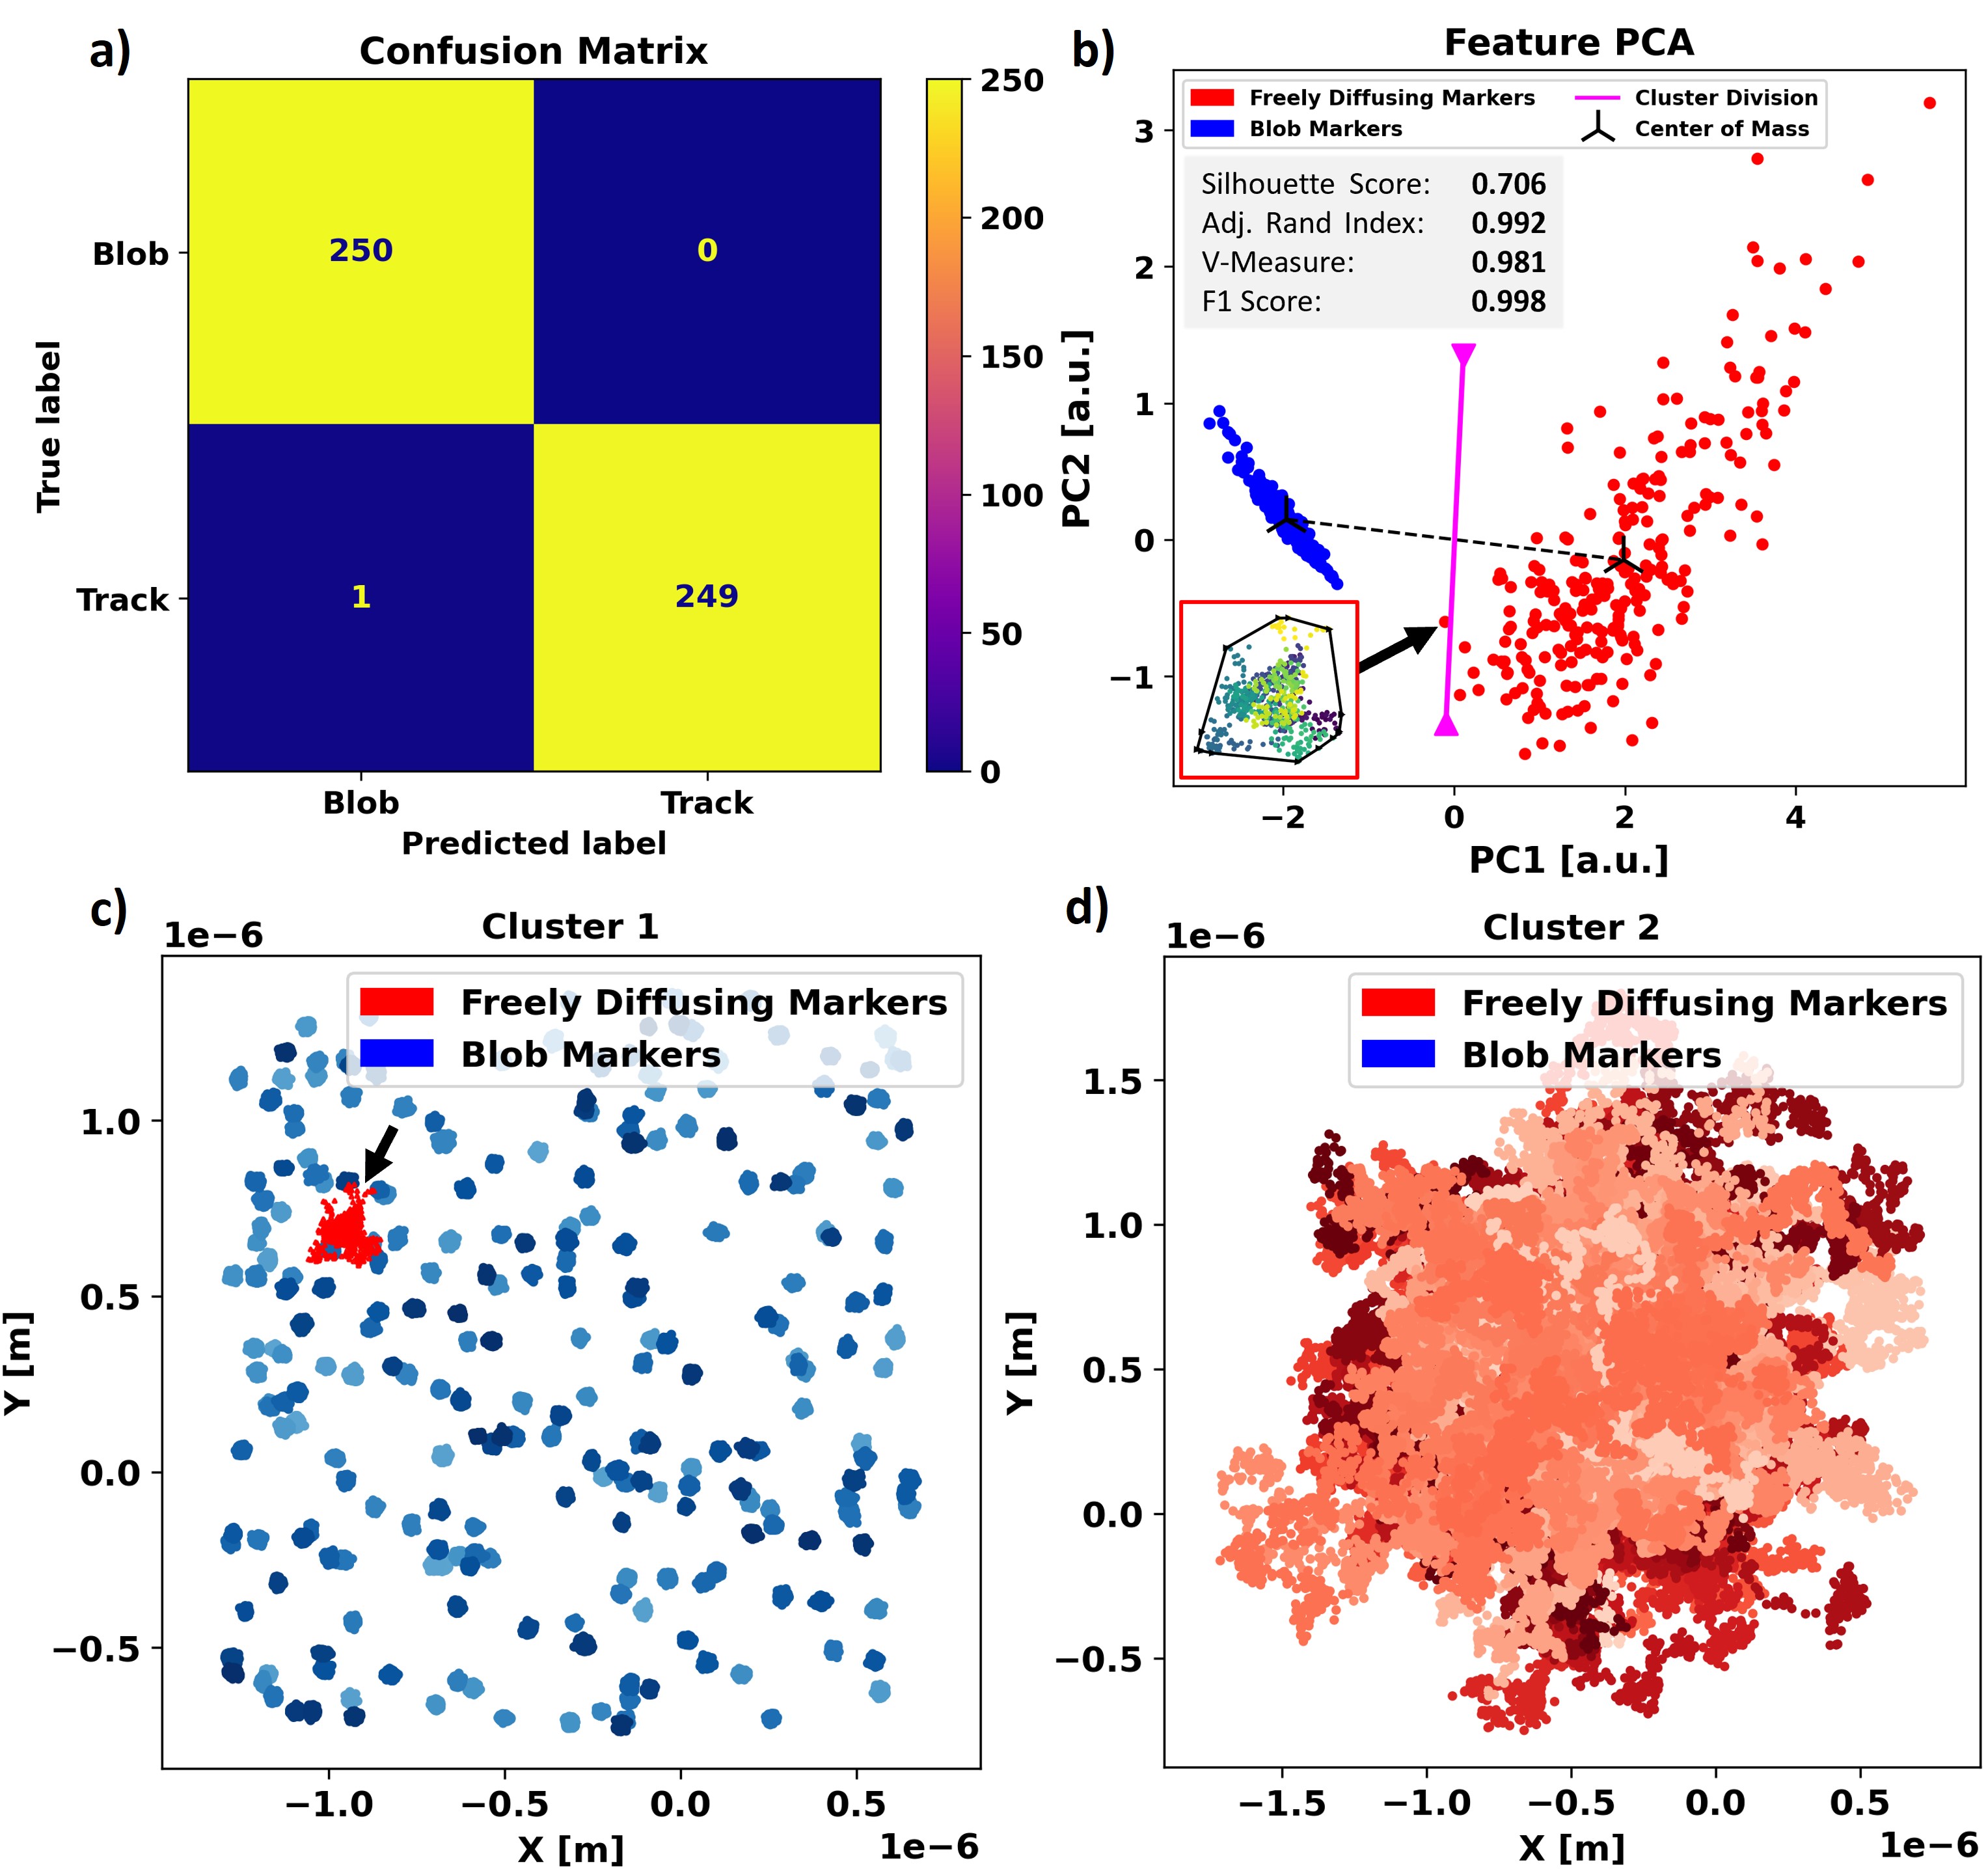 a)
Confusion Matrix
250
0
1
249
Blob
Track
True label
Blob
Track
Predicted label
250
200
150
100
50
0
b)
Feature PCA
Freely Diffusing Markers
Blob Markers
Cluster Division
Center of Mass
Silhouette Score: 0.706
Adj. Rand Index: 0.992
V-Measure: 0.981
F1 Score: 0.998
PC2 [a.u.]
3
2
1
0
−1
−2
0
2
4
PC1 [a.u.]
c)
Cluster 1
1e−6
Freely Diffusing Markers
Blob Markers
Y [m]
1.0
0.5
0.0
−0.5
−1.0
−0.5
0.0
0.5
X [m]
1e−6
d)
Cluster 2
1e−6
Freely Diffusing Markers
Blob Markers
Y [m]
1.5
1.0
0.5
0.0
−0.5
−1.5
−1.0
−0.5
0.0
0.5
X [m]
1e−6